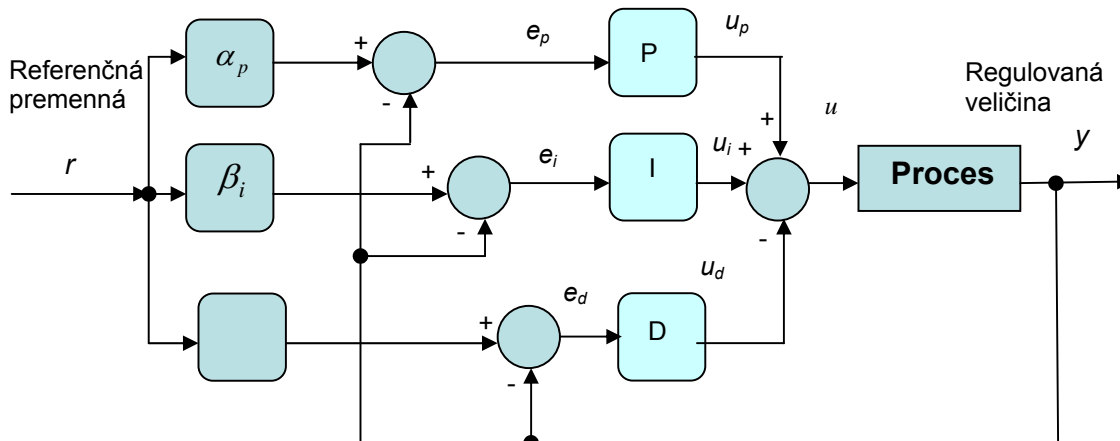 Referenčná
premenná
r
α_p
+
-
e_p
P
u_p
+
u
Regulovaná
veličina
y
β_i
+
-
e_i
I
u_i +
Proces
-
+
-
e_d
D
u_d